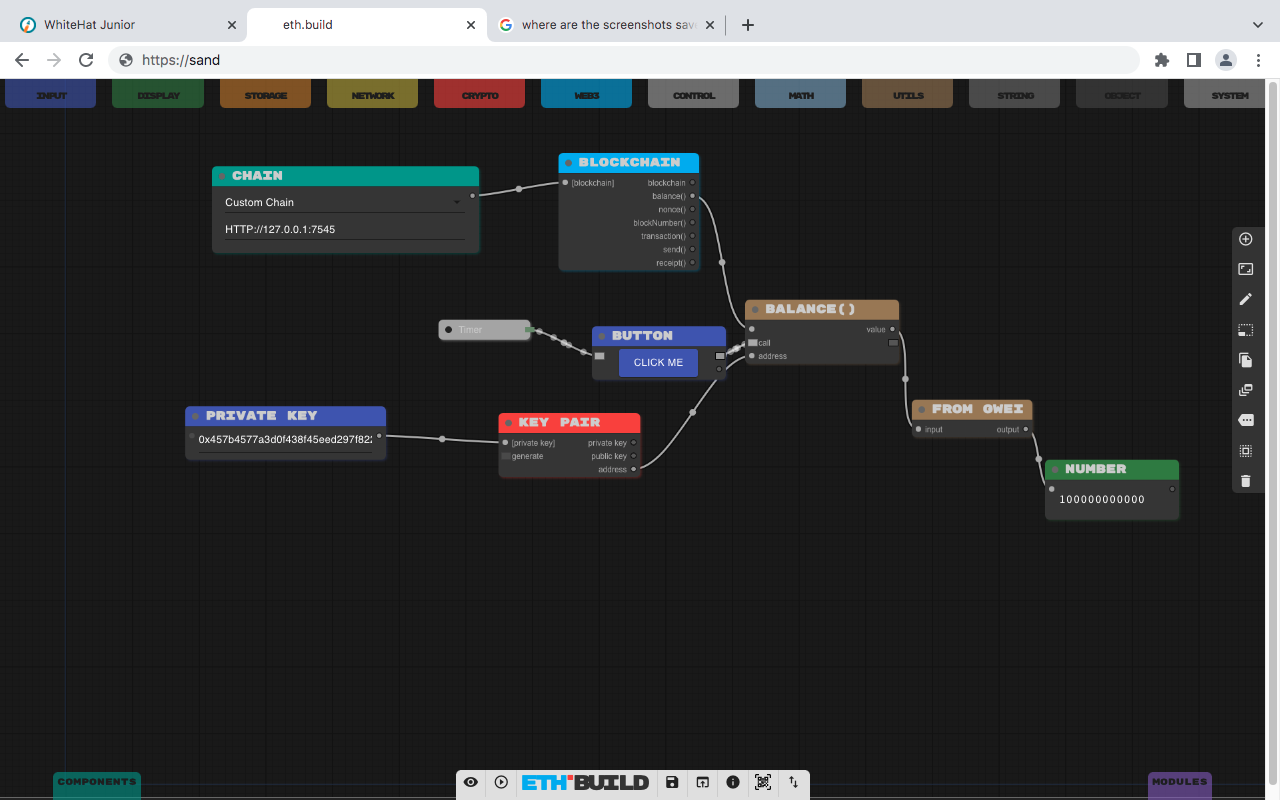 WhiteHat Junior
eth.build
where are the screenshots sav
https://sand
INPUT
DISPLAY
STORAGE
NETWORK
CRYPTO
WEB3
CONTROL
MATH
UTILS
STRING
OBJECT
SYSTEM
CHAIN
Custom Chain
HTTP://127.0.0.1:7545
BLOCKCHAIN
[blockchain]
blockchain
balance()
nonce()
blockNumber()
transaction()
send()
receipt()
Timer
BUTTON
CLICK ME
BALANCE()
value
call
address
PRIVATE KEY
0x457b4577a3d0f438f45eed297f822
KEY PAIR
[private key]
private key
generate
public key
address
FROM GWEI
input
output
NUMBER
100000000000
COMPONENTS
ETH.BUILD
MODULES